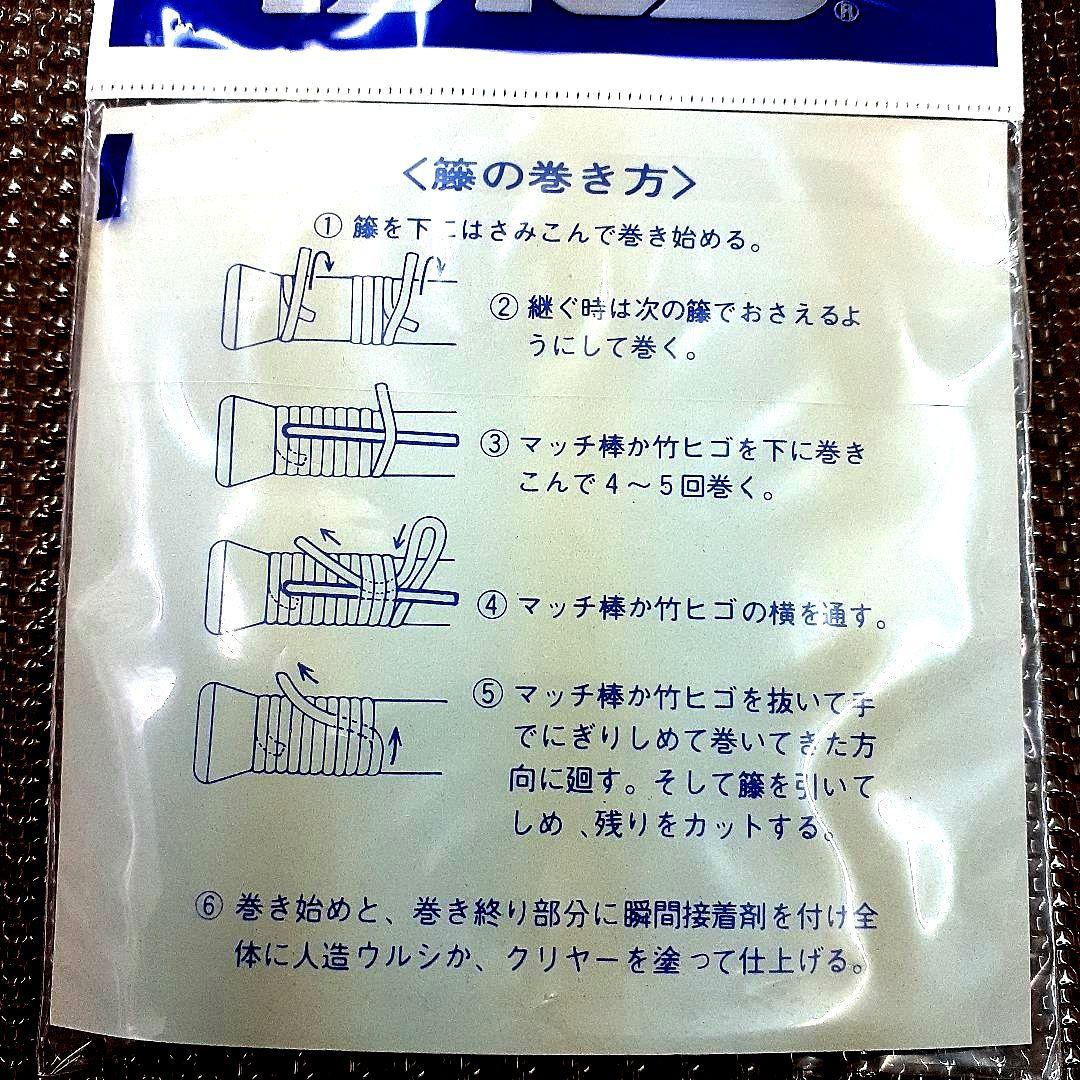 <籐の巻き方>
① 籐を下にはさみこんで巻き始める。
② 継ぐ時は次の籐でおさえるよ
うにして巻く。
③ マッチ棒か竹ヒゴを下に巻き
こんで4～5回巻く。
④ マッチ棒か竹ヒゴの横を通す。
⑤ マッチ棒か竹ヒゴを抜いて手
でにぎりしめて巻いてきた方
向に廻す。そして籐を引いて
しめ、残りをカットする。
⑥ 巻き始めと、巻き終り部分に瞬間接着剤を付け全
体に人造ウルシか、クリヤーを塗って仕上げる。